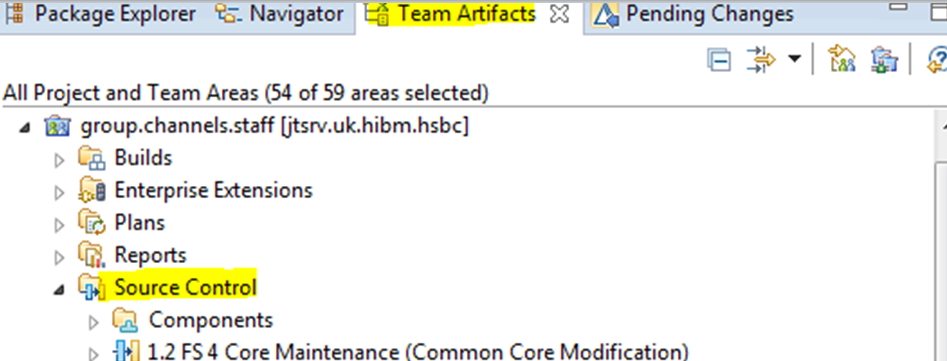 Package Explorer Navigator Team Artifacts Pending Changes
All Project and Team Areas (54 of 59 areas selected)
group.channels.staff [jtsrv.uk.hibm.hsbc]
Builds
Enterprise Extensions
Plans
Reports
Source Control
Components
1.2 FS 4 Core Maintenance (Common Core Modification)